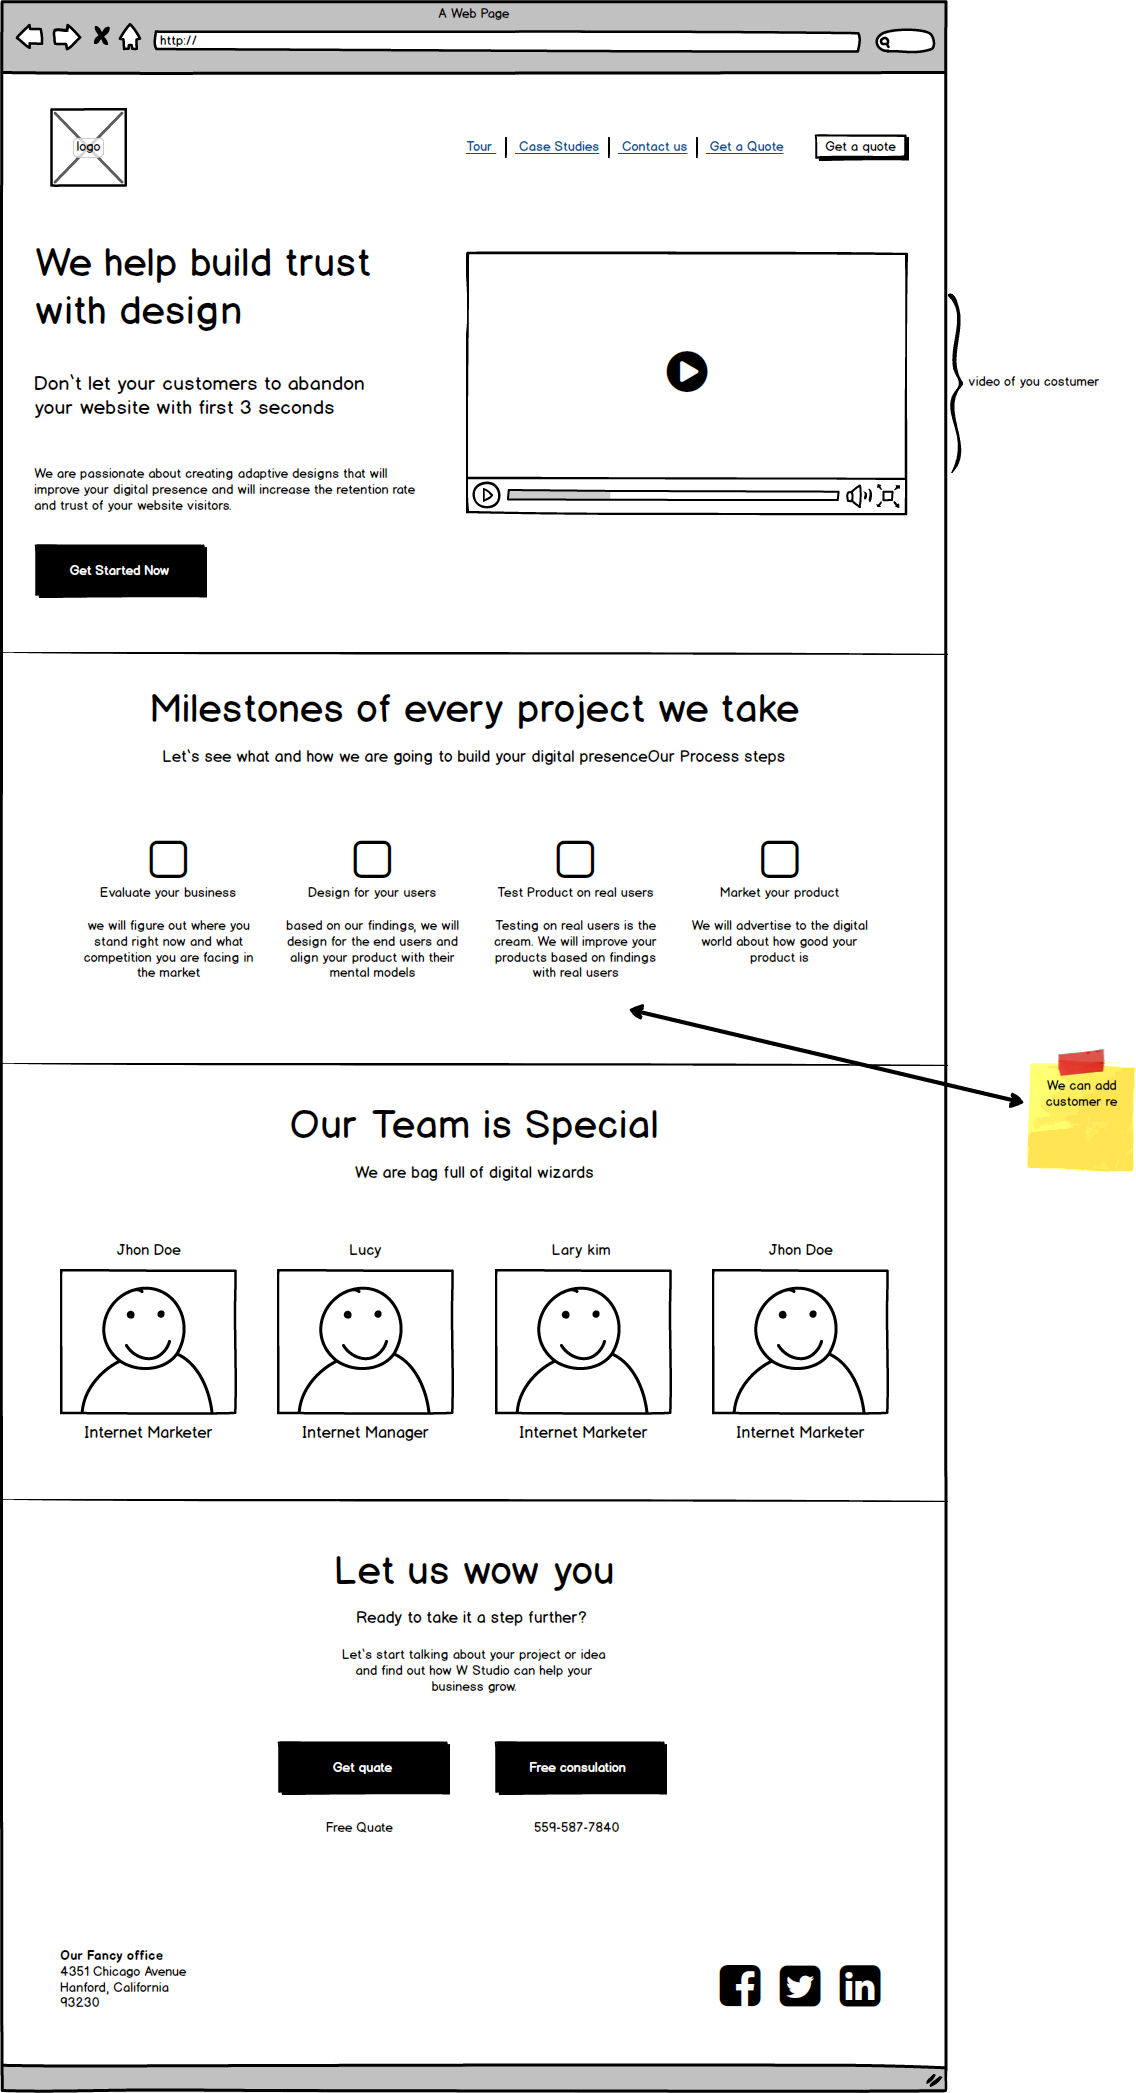 A Web Page
http://
logo
Tour | Case Studies | Contact us | Get a Quote
Get a quote
We help build trust
with design
Don`t let your customers to abandon
your website with first 3 seconds
We are passionate about creating adaptive designs that will
improve your digital presence and will increase the retention rate
and trust of your website visitors.
Get Started Now
video of you costumer
Milestones of every project we take
Let`s see what and how we are going to build your digital presenceOur Process steps
Evaluate your business
we will figure out where you
stand right now and what
competition you are facing in
the market
Design for your users
based on our findings, we will
design for the end users and
align your product with their
mental models
Test Product on real users
Testing on real users is the
cream. We will improve your
products based on findings
with real users
Market your product
We will advertise to the digital
world about how good your
product is
We can add
customer re
Our Team is Special
We are bag full of digital wizards
Jhon Doe
Internet Marketer
Lucy
Internet Manager
Lary kim
Internet Marketer
Jhon Doe
Internet Marketer
Let us wow you
Ready to take it a step further?
Let`s start talking about your project or idea
and find out how W Studio can help your
business grow.
Get quate
Free Quate
Free consulation
559-587-7840
Our Fancy office
4351 Chicago Avenue
Hanford, California
93230